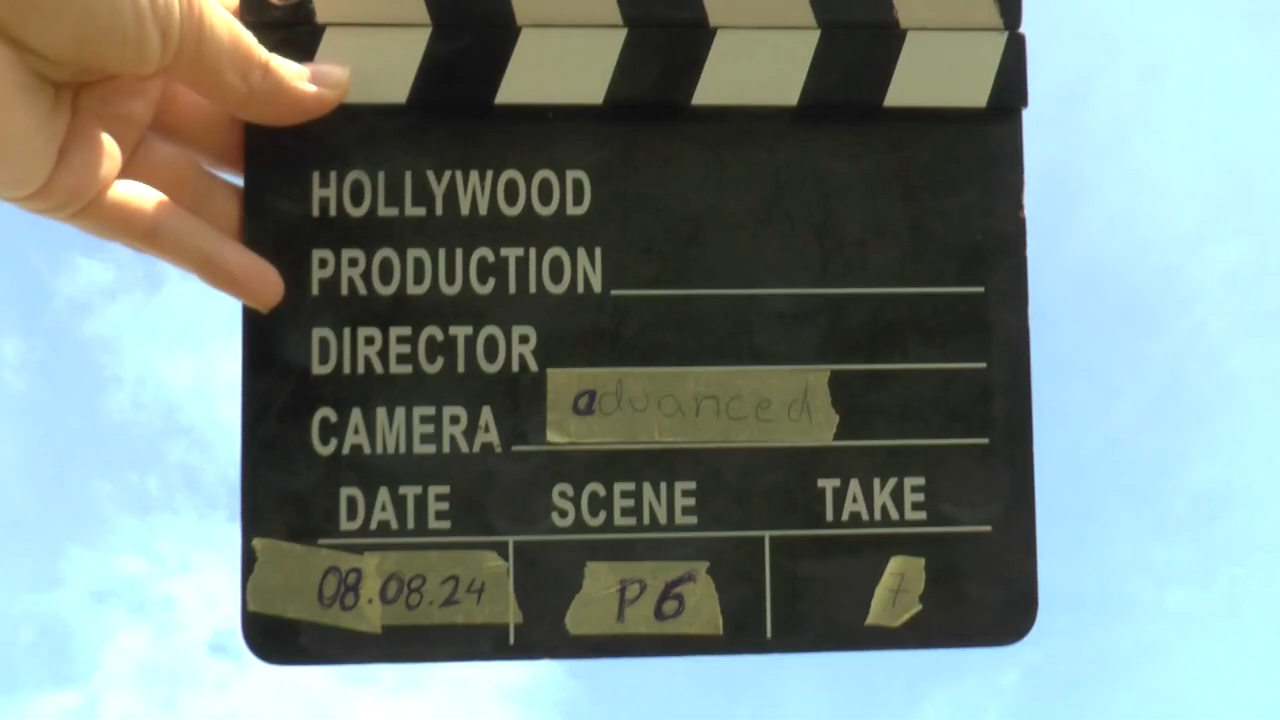 HOLLYWOOD
PRODUCTION
DIRECTOR
CAMERA advanced
DATE SCENE TAKE
08.08.24 P6 7